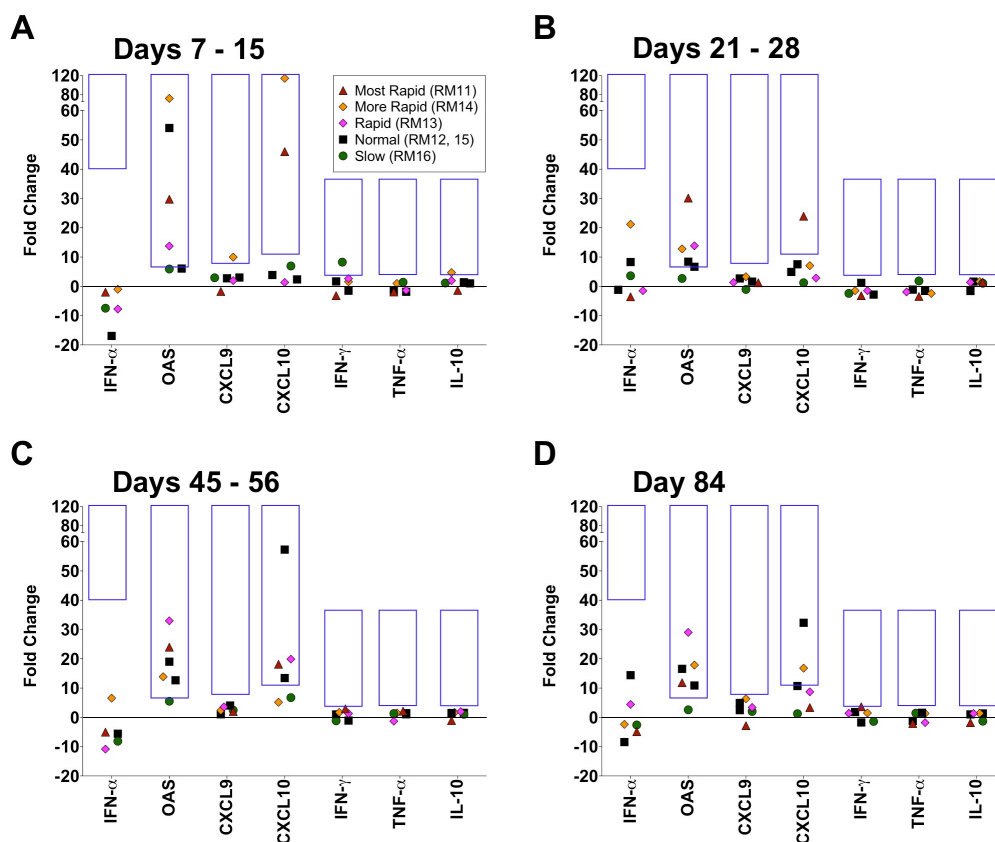 A
Days 7 - 15
Fold Change
120
80
60
50
40
30
20
10
0
-10
-20
Most Rapid (RM11)
More Rapid (RM14)
Rapid (RM13)
Normal (RM12, 15)
Slow (RM16)
IFN-α
OAS
CXCL9
CXCL10
IFN-γ
TNF-α
IL-10
B
Days 21 - 28
Fold Change
120
80
60
50
40
30
20
10
0
-10
-20
IFN-α
OAS
CXCL9
CXCL10
IFN-γ
TNF-α
IL-10
C
Days 45 - 56
Fold Change
120
80
60
50
40
30
20
10
0
-10
-20
IFN-α
OAS
CXCL9
CXCL10
IFN-γ
TNF-α
IL-10
D
Day 84
Fold Change
120
80
60
50
40
30
20
10
0
-10
-20
IFN-α
OAS
CXCL9
CXCL10
IFN-γ
TNF-α
IL-10